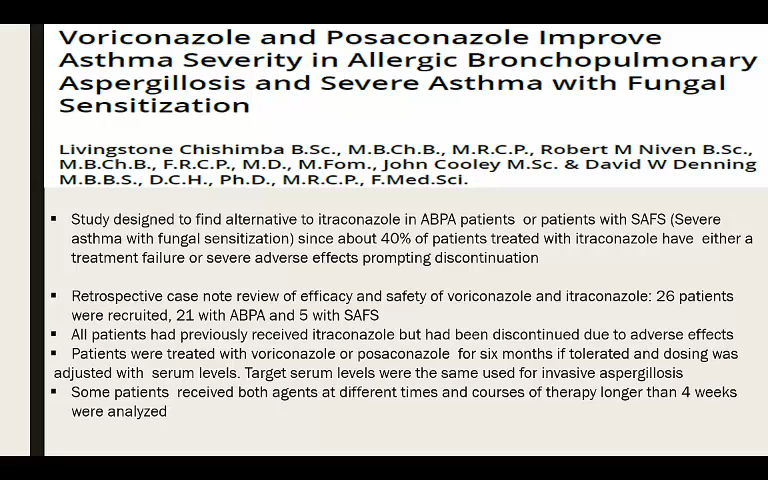 Voriconazole and Posaconazole Improve
Asthma Severity in Allergic Bronchopulmonary
Aspergillosis and Severe Asthma with Fungal
Sensitization
Livingstone Chishimba B.Sc., M.B.Ch.B., M.R.C.P., Robert M Niven B.Sc.,
M.B.Ch.B., F.R.C.P., M.D., M.Fom., John Cooley M.Sc. & David W Denning
M.B.B.S., D.C.H., Ph.D., M.R.C.P., F.Med.Sci.
▪ Study designed to find alternative to itraconazole in ABPA patients or patients with SAFS (Severe
asthma with fungal sensitization) since about 40% of patients treated with itraconazole have either a
treatment failure or severe adverse effects prompting discontinuation
▪ Retrospective case note review of efficacy and safety of voriconazole and itraconazole: 26 patients
were recruited, 21 with ABPA and 5 with SAFS
▪ All patients had previously received itraconazole but had been discontinued due to adverse effects
▪ Patients were treated with voriconazole or posaconazole for six months if tolerated and dosing was
adjusted with serum levels. Target serum levels were the same used for invasive aspergillosis
▪ Some patients received both agents at different times and courses of therapy longer than 4 weeks
were analyzed